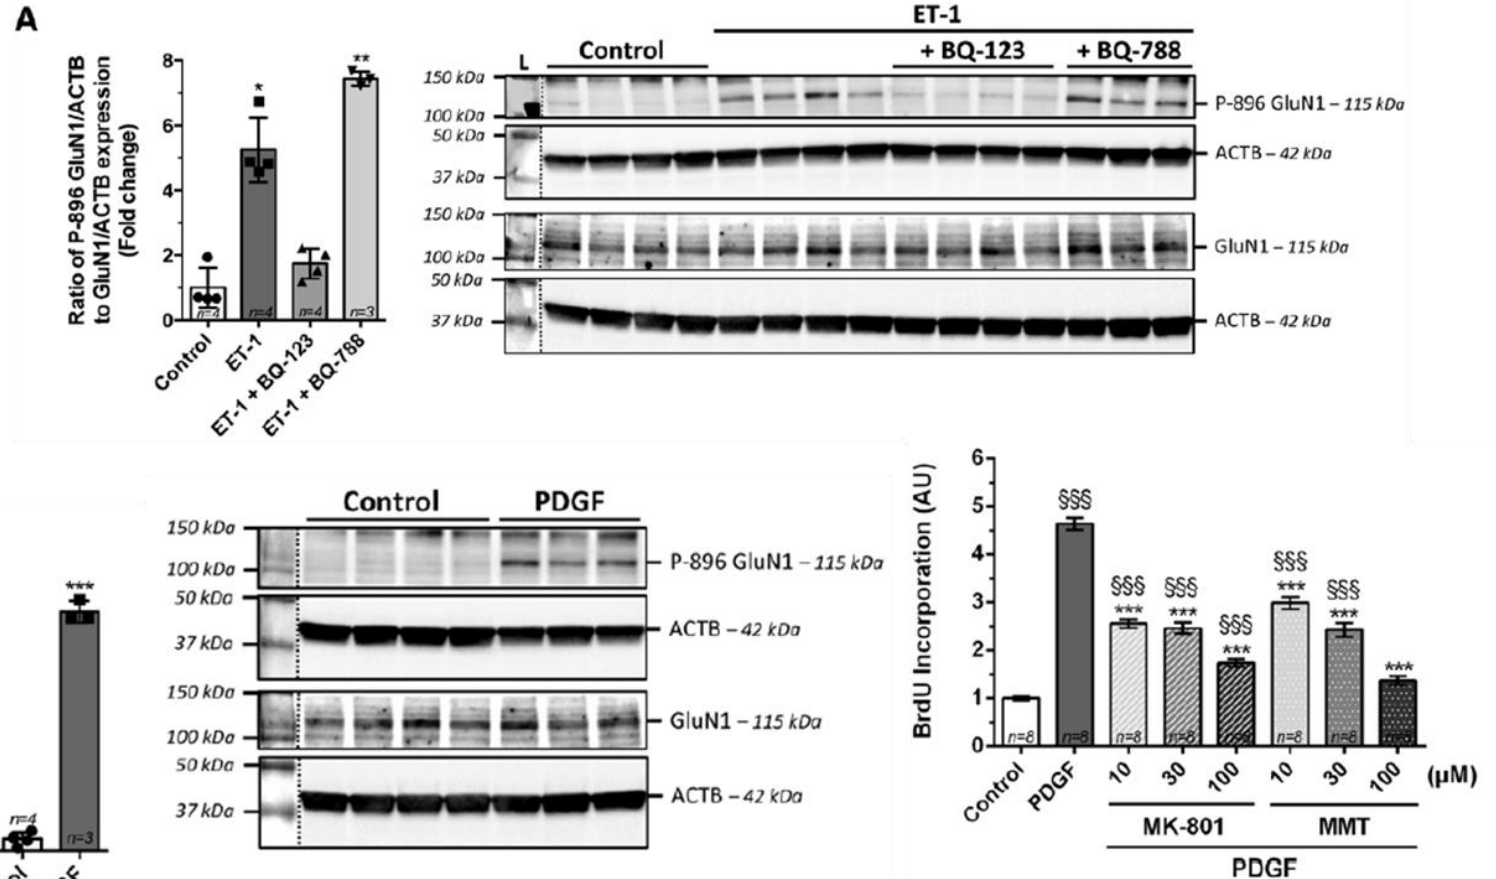 A
Ratio of P-896 GluN1/ACTB
to GluN1/ACTB expression
(Fold change)
8
6
4
2
0
*
**
n=4
n=4
n=4
n=3
Control
ET-1
ET-1 + BQ-123
ET-1 + BQ-788
ET-1
L
Control
+ BQ-123
+ BQ-788
150 kDa
100 kDa
P-896 GluN1 – 115 kDa
50 kDa
37 kDa
ACTB – 42 kDa
150 kDa
100 kDa
GluN1 – 115 kDa
50 kDa
37 kDa
ACTB – 42 kDa
***
n=4
n=3
ol
F
Control
PDGF
150 kDa
100 kDa
P-896 GluN1 – 115 kDa
50 kDa
37 kDa
ACTB – 42 kDa
150 kDa
100 kDa
GluN1 – 115 kDa
50 kDa
37 kDa
ACTB – 42 kDa
BrdU Incorporation (AU)
6
5
4
3
2
1
0
§§§
§§§
***
§§§
***
§§§
***
§§§
***
§§§
***
***
n=8
n=8
n=8
n=8
n=8
n=8
n=8
n=8
Control
PDGF
10
30
100
10
30
100
(µM)
MK-801
MMT
PDGF